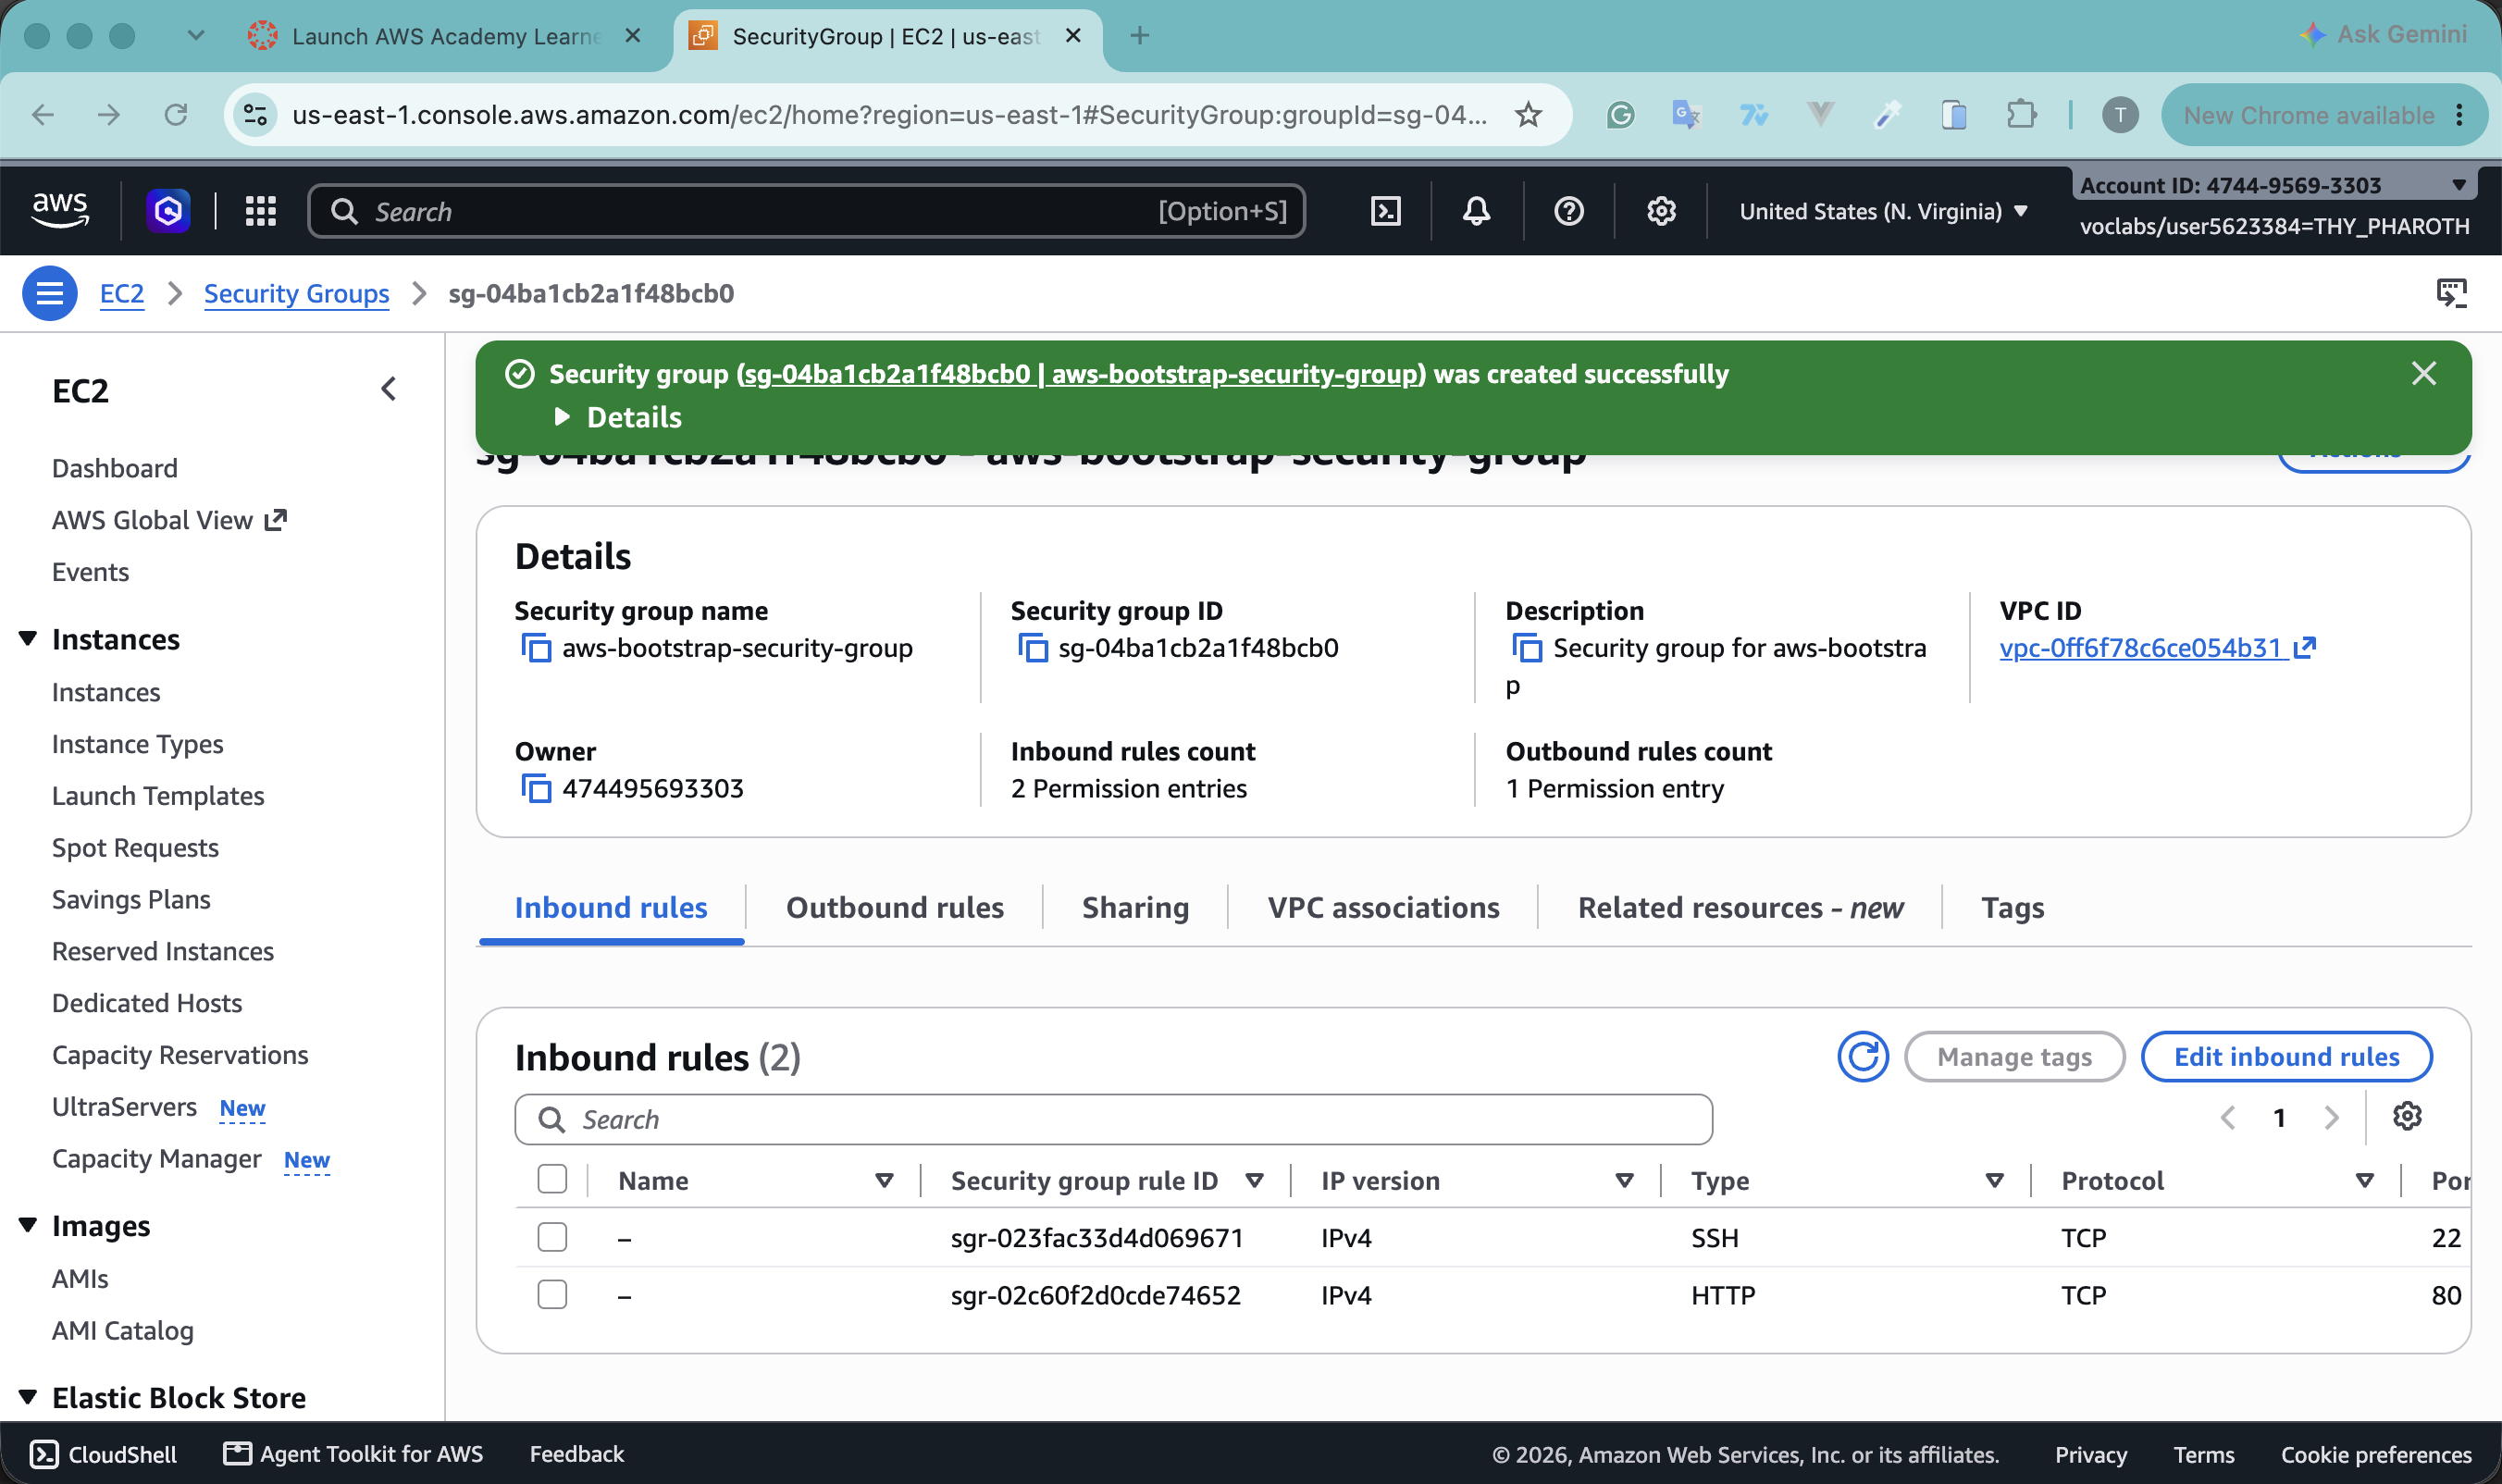 Launch AWS Academy Learne
SecurityGroup | EC2 | us-east
Ask Gemini
us-east-1.console.aws.amazon.com/ec2/home?region=us-east-1#SecurityGroup:groupId=sg-04...
T
New Chrome available
aws
Search
[Option+S]
United States (N. Virginia)
Account ID: 4744-9569-3303
voclabs/user5623384=THY_PHAROTH
EC2
Security Groups
sg-04ba1cb2a1f48bcb0
EC2
Dashboard
AWS Global View
Events
Instances
Instances
Instance Types
Launch Templates
Spot Requests
Savings Plans
Reserved Instances
Dedicated Hosts
Capacity Reservations
UltraServers New
Capacity Manager New
Images
AMIs
AMI Catalog
Elastic Block Store
Security group (sg-04ba1cb2a1f48bcb0 | aws-bootstrap-security-group) was created successfully
Details
sg-04ba1cb2a1f48bcb0 - aws-bootstrap-security-group
Actions
Details
Security group name
aws-bootstrap-security-group
Security group ID
sg-04ba1cb2a1f48bcb0
Description
Security group for aws-bootstra
p
VPC ID
vpc-0ff6f78c6ce054b31
Owner
474495693303
Inbound rules count
2 Permission entries
Outbound rules count
1 Permission entry
Inbound rules
Outbound rules
Sharing
VPC associations
Related resources - new
Tags
Inbound rules (2)
Manage tags
Edit inbound rules
Search
1
Name Security group rule ID IP version Type Protocol Por
– sgr-023fac33d4d069671 IPv4 SSH TCP 22
– sgr-02c60f2d0cde74652 IPv4 HTTP TCP 80
CloudShell
Agent Toolkit for AWS
Feedback
© 2026, Amazon Web Services, Inc. or its affiliates.
Privacy
Terms
Cookie preferences